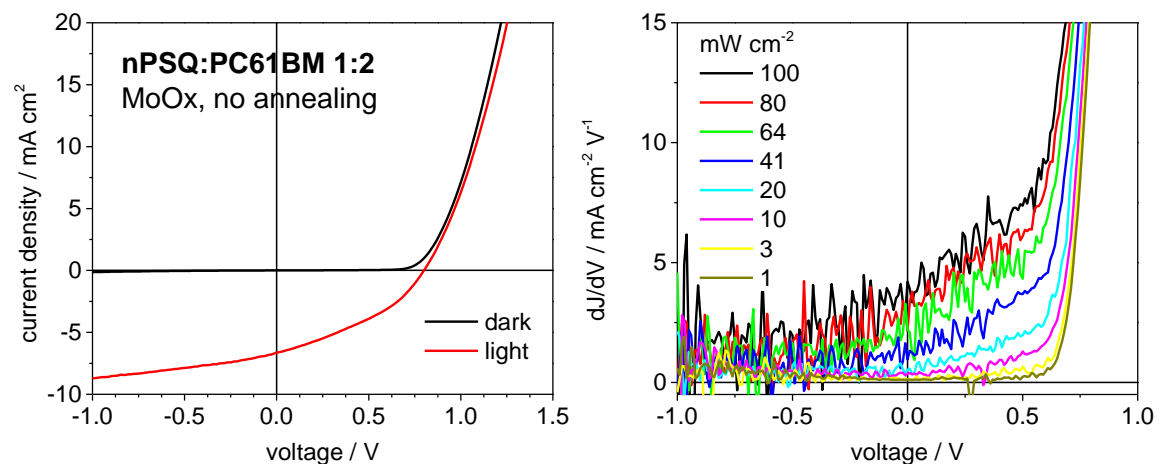 nPSQ:PC61BM 1:2
MoOx, no annealing
20
15
10
5
0
-5
-10
current density / mA cm²
dark
light
-1.0 -0.5 0.0 0.5 1.0 1.5
voltage / V
15
10
5
0
dJ/dV / mA cm⁻² V⁻¹
mW cm⁻²
100
80
64
41
20
10
3
1
-1.0 -0.5 0.0 0.5 1.0
voltage / V